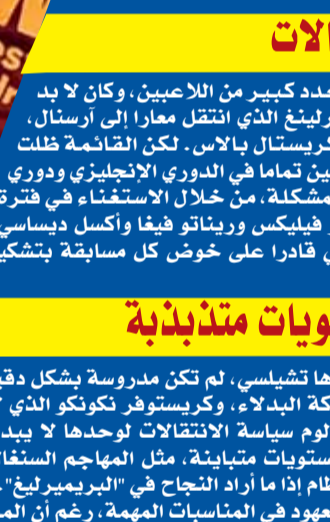 الات
عدد كبير من اللاعبين، وكان لا بد
رلينغ الذي انتقل معارا إلى آرسنال،
كريستال بالاس. لكن القائمة ظلت
ين تماما في الدوري الإنجليزي ودوري
مشكلة، من خلال الاستغناء في فترة
فيليكس وريناتو فيغا وأكسل ديساسي
قادرا على خوض كل مسابقة بتشكي
ويات متذبذبة
ها تشيلسي، لم تكن مدروسة بشكل دقي
كة البدلاء، وكريستوفر نكونكو الذي
لوم سياسة الانتقالات لوحدها لا يبد
ستويات متباينة، مثل المهاجم السنغا
ظام إذا ما أراد النجاح في "البريميرليغ".
عهود في المناسبات المهمة، رغم أن الم